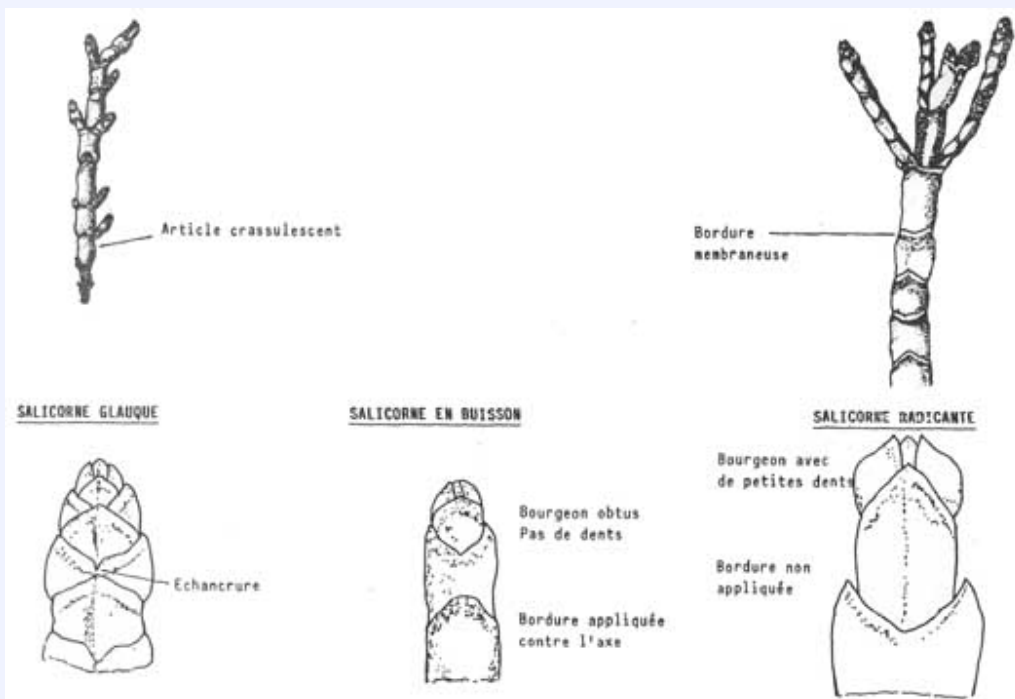 Article crassulescent
Bordure
membraneuse
SALICORNE GLAUQUE
SALICORNE EN BUISSON
SALICORNE RADICANTE
Echancrure
Bourgeon obtus
Pas de dents
Bordure appliquée
contre l'axe
Bourgeon avec
de petites dents
Bordure non
appliquée